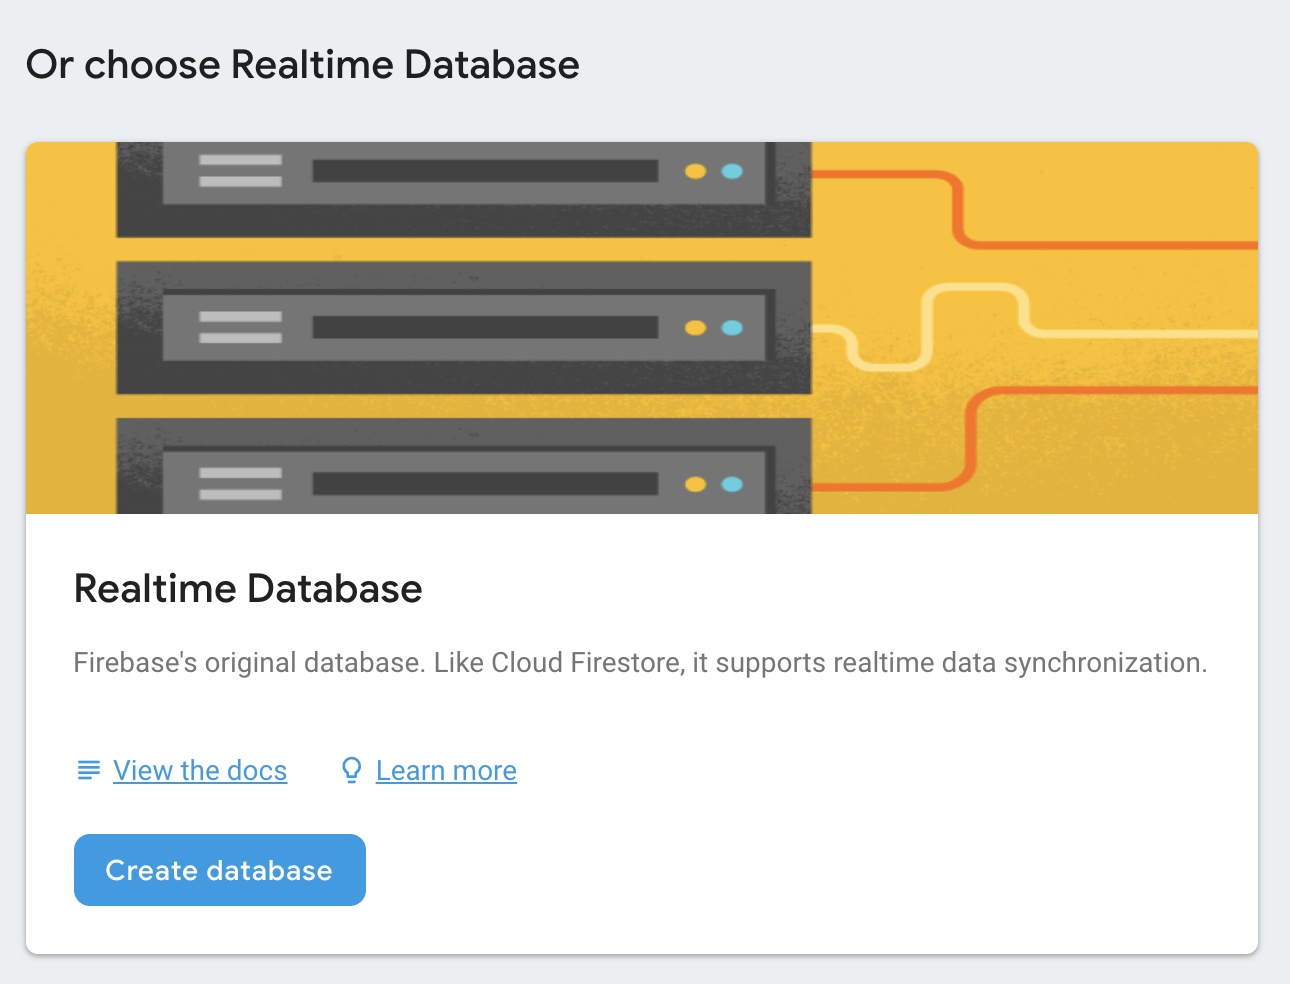 Or choose Realtime Database
Realtime Database
Firebase's original database. Like Cloud Firestore, it supports realtime data synchronization.
View the docs
Learn more
Create database